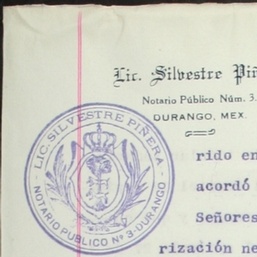 Lic. Silvestre Piñ
Notario Público Núm. 3.
DURANGO, MEX.
LIC. SILVESTRE PIÑERA-
NOTARIO PUBLICO Nº 3-DURANGO
rido en
acordó
Señores
rización ne